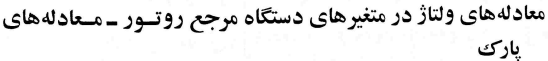 معادله‌های ولتاژ در متغیرهای دستگاه مرجع روتور ـ معادله‌های
پارک